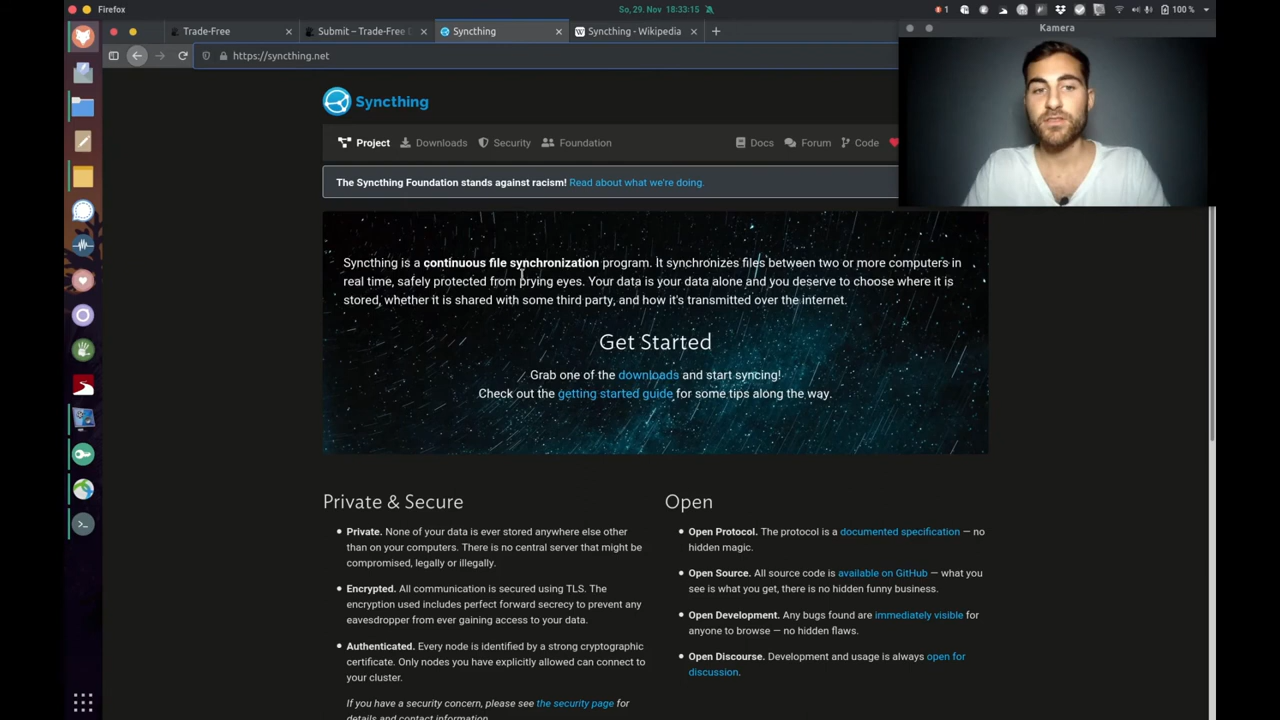 Firefox
So, 29. Nov 18:33:15
1
100 %
Kamera
Trade-Free
Submit – Trade-Free D
Syncthing
Syncthing - Wikipedia
https://syncthing.net
Syncthing
Project
Downloads
Security
Foundation
Docs
Forum
Code
The Syncthing Foundation stands against racism! Read about what we're doing.
Syncthing is a continuous file synchronization program. It synchronizes files between two or more computers in
real time, safely protected from prying eyes. Your data is your data alone and you deserve to choose where it is
stored, whether it is shared with some third party, and how it's transmitted over the internet.
Get Started
Grab one of the downloads and start syncing!
Check out the getting started guide for some tips along the way.
Private & Secure
Private. None of your data is ever stored anywhere else other
than on your computers. There is no central server that might be
compromised, legally or illegally.
Encrypted. All communication is secured using TLS. The
encryption used includes perfect forward secrecy to prevent any
eavesdropper from ever gaining access to your data.
Authenticated. Every node is identified by a strong cryptographic
certificate. Only nodes you have explicitly allowed can connect to
your cluster.
If you have a security concern, please see the security page for
details and contact information.
Open
Open Protocol. The protocol is a documented specification — no
hidden magic.
Open Source. All source code is available on GitHub — what you
see is what you get, there is no hidden funny business.
Open Development. Any bugs found are immediately visible for
anyone to browse — no hidden flaws.
Open Discourse. Development and usage is always open for
discussion.